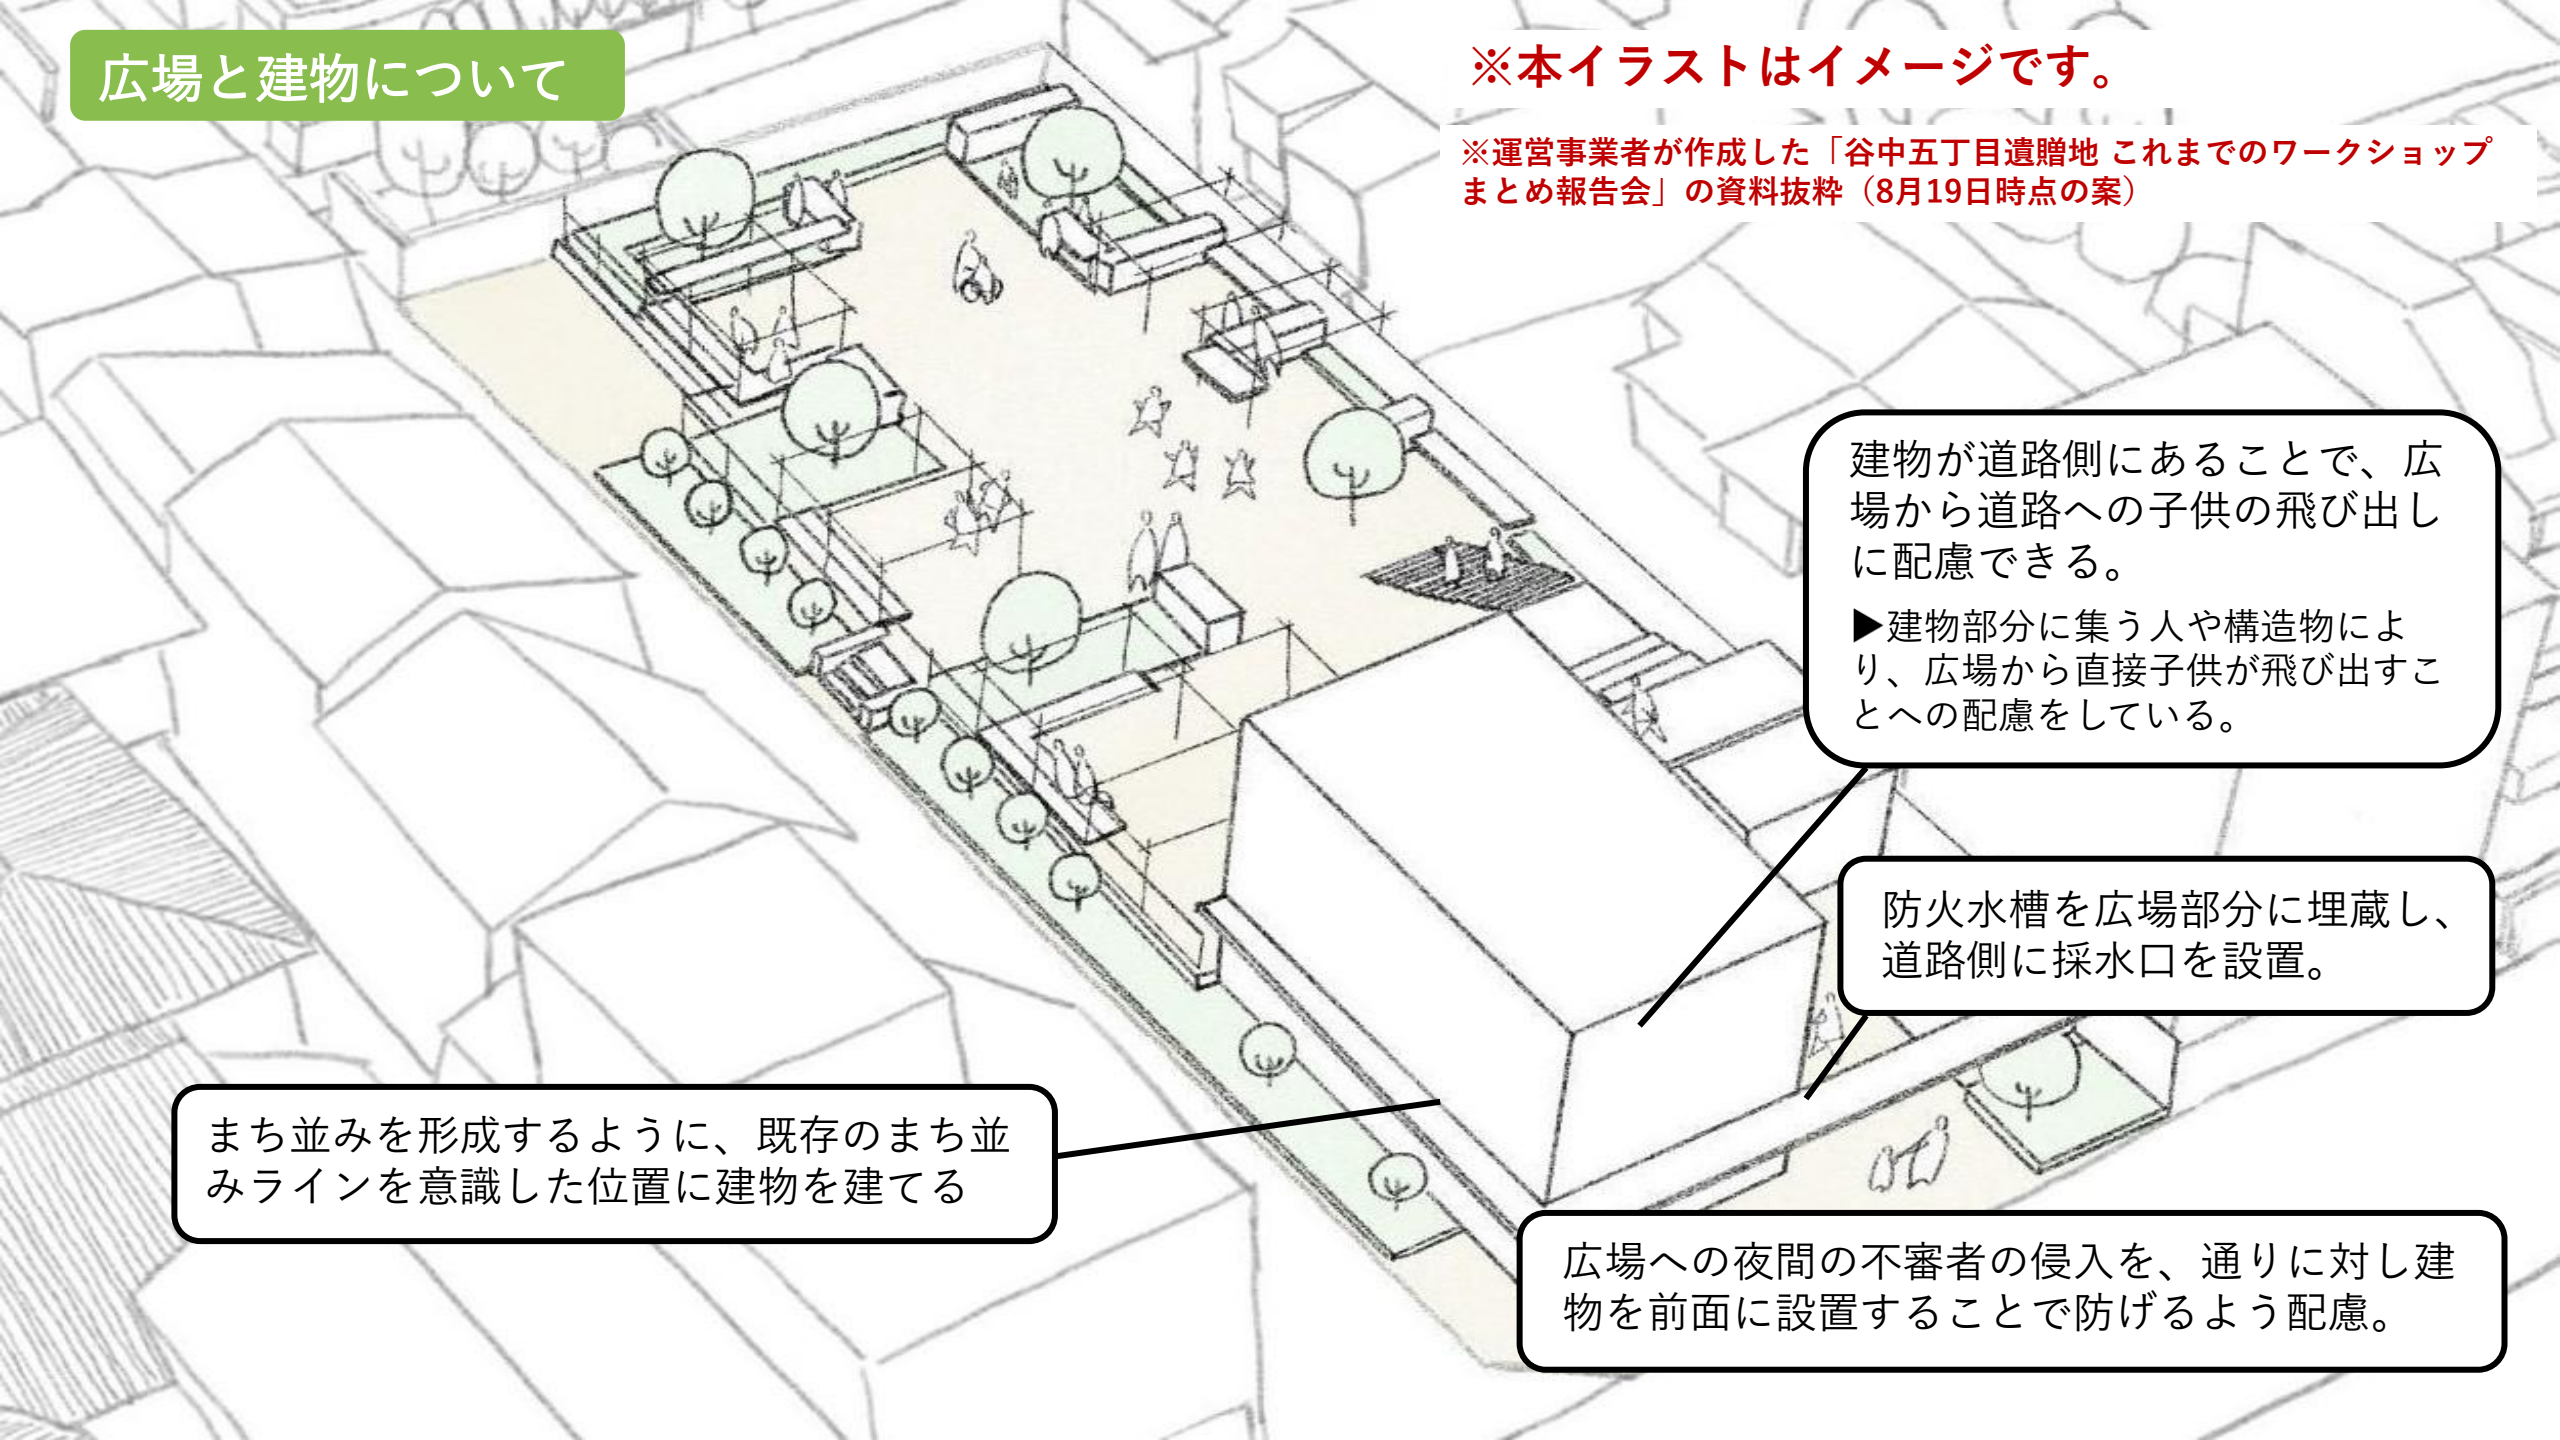 広場と建物について
※本イラストはイメージです。
※運営事業者が作成した「谷中五丁目遺贈地 これまでのワークショップ
まとめ報告会」の資料抜粋（8月19日時点の案）
建物が道路側にあることで、広
場から道路への子供の飛び出し
に配慮できる。
▶建物部分に集う人や構造物によ
り、広場から直接子供が飛び出すこ
とへの配慮をしている。
防火水槽を広場部分に埋蔵し、
道路側に採水口を設置。
まち並みを形成するように、既存のまち並
みラインを意識した位置に建物を建てる
広場への夜間の不審者の侵入を、通りに対し建
物を前面に設置することで防げるよう配慮。